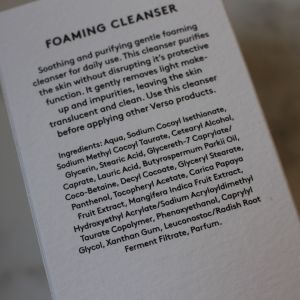 FOAMING CLEANSER
Soothing and purifying gentle foaming
cleanser for daily use. This cleanser purifies
the skin without disrupting it's protective
function. It gently removes light make-
up and impurities, leaving the skin
translucent and clean. Use this cleanser
before applying other Verso products.
Ingredients: Aqua, Sodium Cocoyl Isethionate,
Sodium Methyl Cocoyl Taurate, Cetearyl Alcohol,
Glycerin, Stearic Acid, Glycereth-7 Caprylate/
Caprate, Lauric Acid, Butyrospermum Parkii Oil,
Coco-Betaine, Decyl Cocoate, Glyceryl Stearate,
Panthenol, Tocopheryl Acetate, Carica Papaya
Fruit Extract, Mangifera Indica Fruit Extract,
Hydroxyethyl Acrylate/Sodium Acryloyldimethyl
Taurate Copolymer, Phenoxyethanol, Caprylyl
Glycol, Xanthan Gum, Leuconostoc/Radish Root
Ferment Filtrate, Parfum.